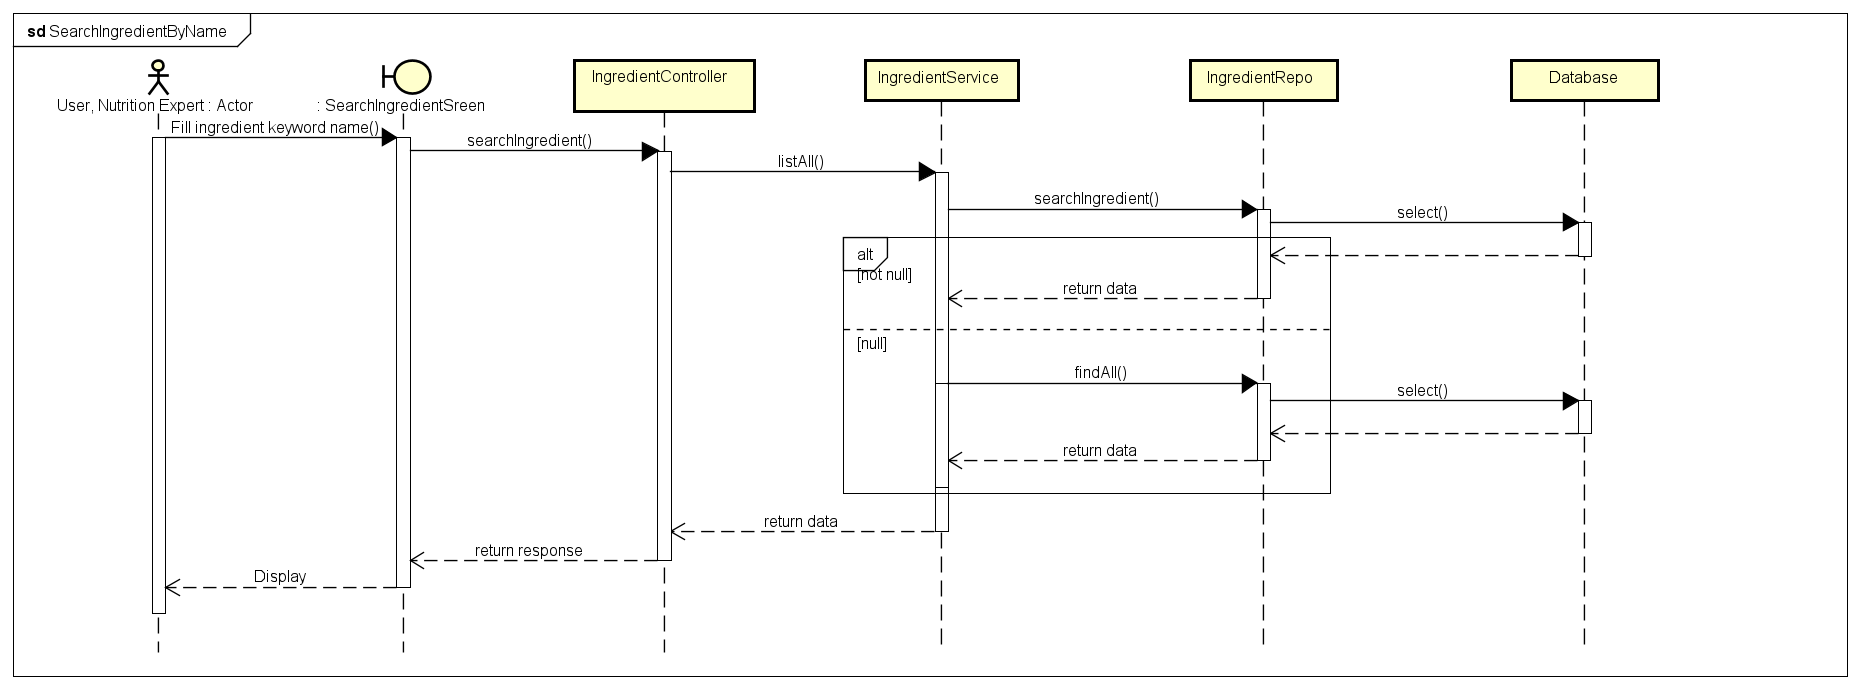 sd SearchIngredientByName
User, Nutrition Expert : Actor
: SearchIngredientSreen
IngredientController
IngredientService
IngredientRepo
Database
Fill ingredient keyword name()
searchIngredient()
listAll()
searchIngredient()
select()
alt
[not null]
return data
[null]
findAll()
select()
return data
return data
return response
Display